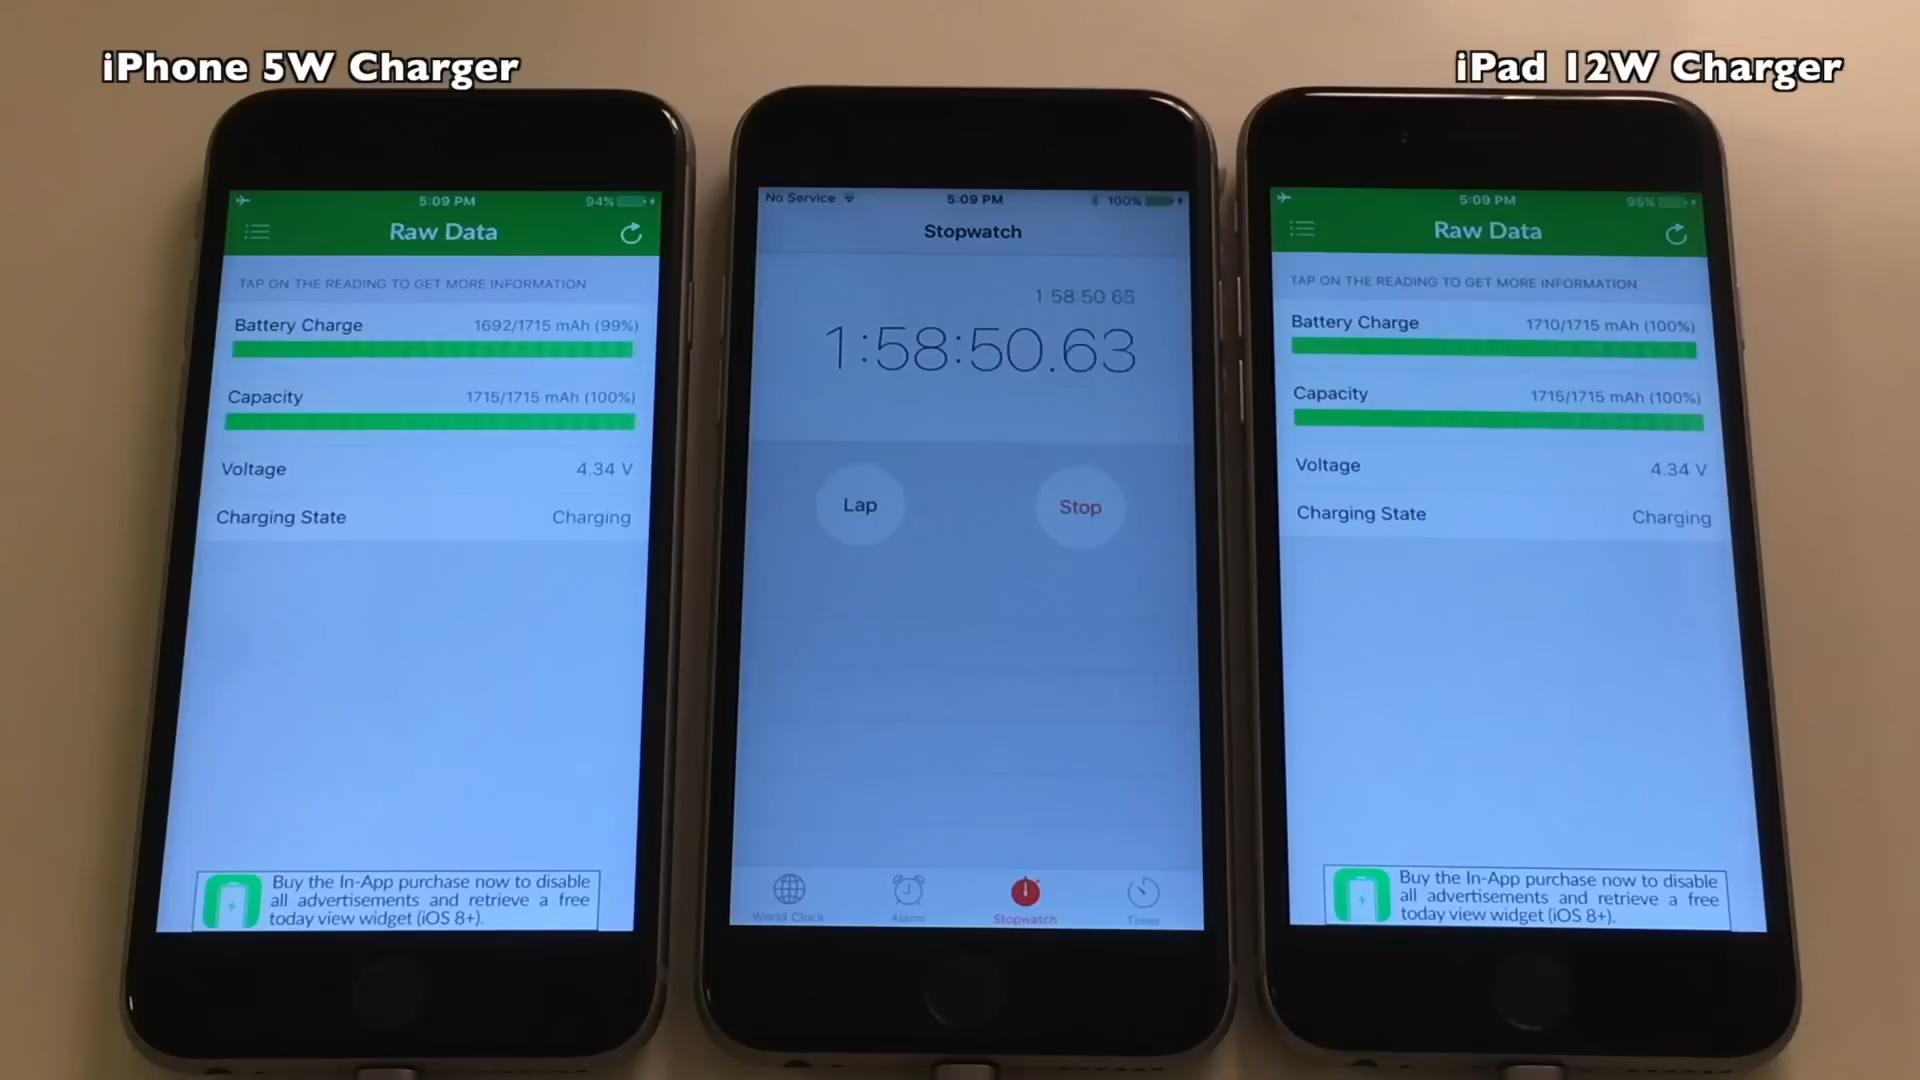 iPhone 5W Charger
iPad 12W Charger
5:09 PM
94%
Raw Data
TAP ON THE READING TO GET MORE INFORMATION
Battery Charge 1692/1715 mAh (99%)
Capacity 1715/1715 mAh (100%)
Voltage 4.34 V
Charging State Charging
Buy the In-App purchase now to disable
all advertisements and retrieve a free
today view widget (iOS 8+).
No Service 5:09 PM 100%
Stopwatch
1:58:50.65
1:58:50.63
Lap Stop
World Clock Alarm Stopwatch Timer
5:09 PM 95%
Raw Data
TAP ON THE READING TO GET MORE INFORMATION
Battery Charge 1710/1715 mAh (100%)
Capacity 1715/1715 mAh (100%)
Voltage 4.34 V
Charging State Charging
Buy the In-App purchase now to disable
all advertisements and retrieve a free
today view widget (iOS 8+).